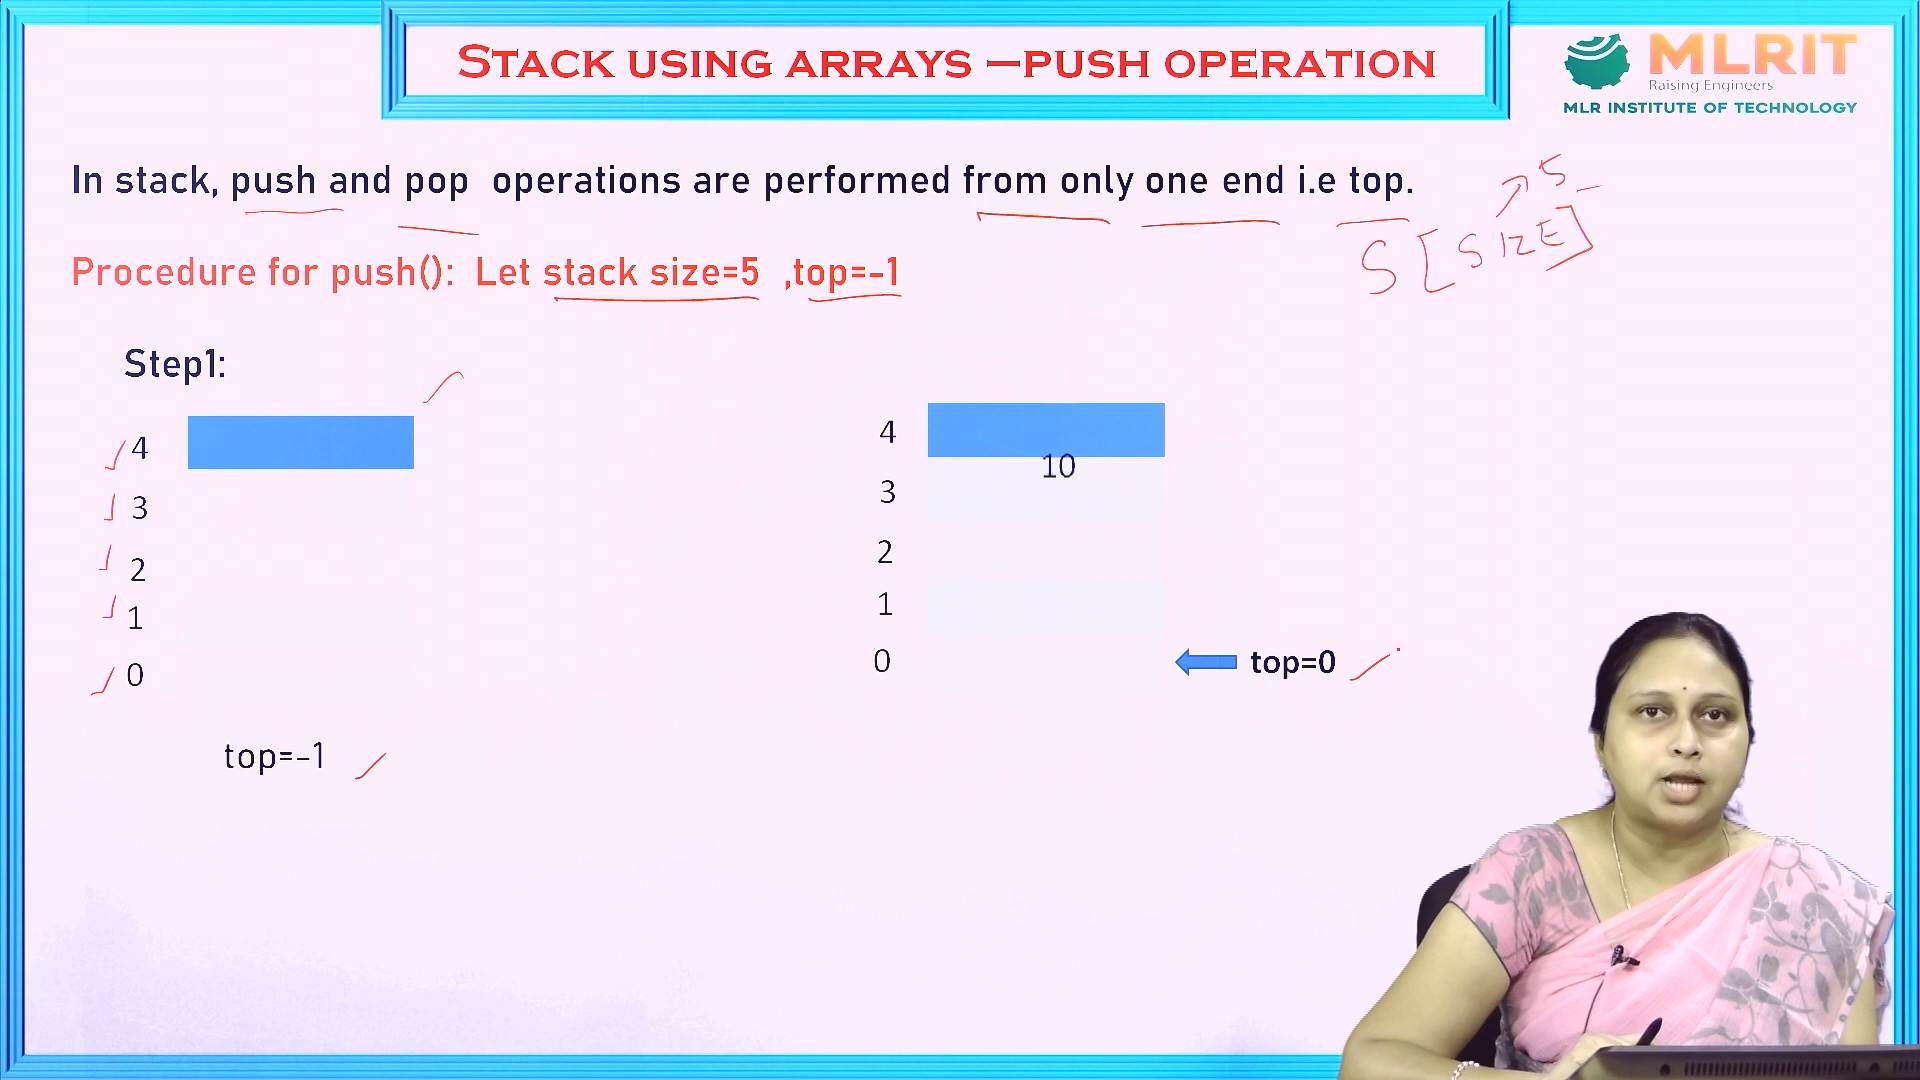 STACK USING ARRAYS –PUSH OPERATION
MLRIT
Raising Engineers
MLR INSTITUTE OF TECHNOLOGY
In stack, push and pop operations are performed from only one end i.e top.
5
S[SIZE]
Procedure for push(): Let stack size=5 ,top=-1
Step1:
4
3
2
1
0
top=-1
4
10
3
2
1
0
top=0